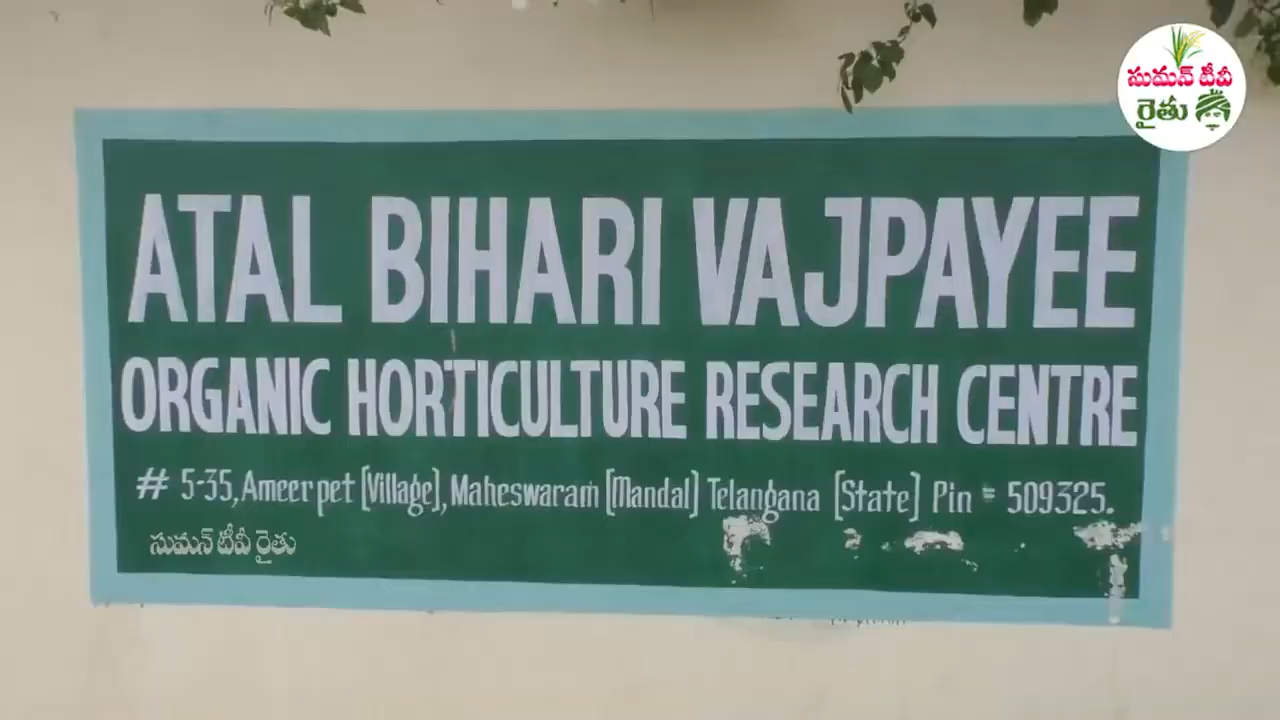 సుమన్ టీవీ
రైతు
ATAL BIHARI VAJPAYEE
ORGANIC HORTICULTURE RESEARCH CENTRE
# 5-35, Ameerpet [Village], Maheswaram [Mandal] Telangana [State] Pin = 509325.
సుమన్ టీవీ రైతు